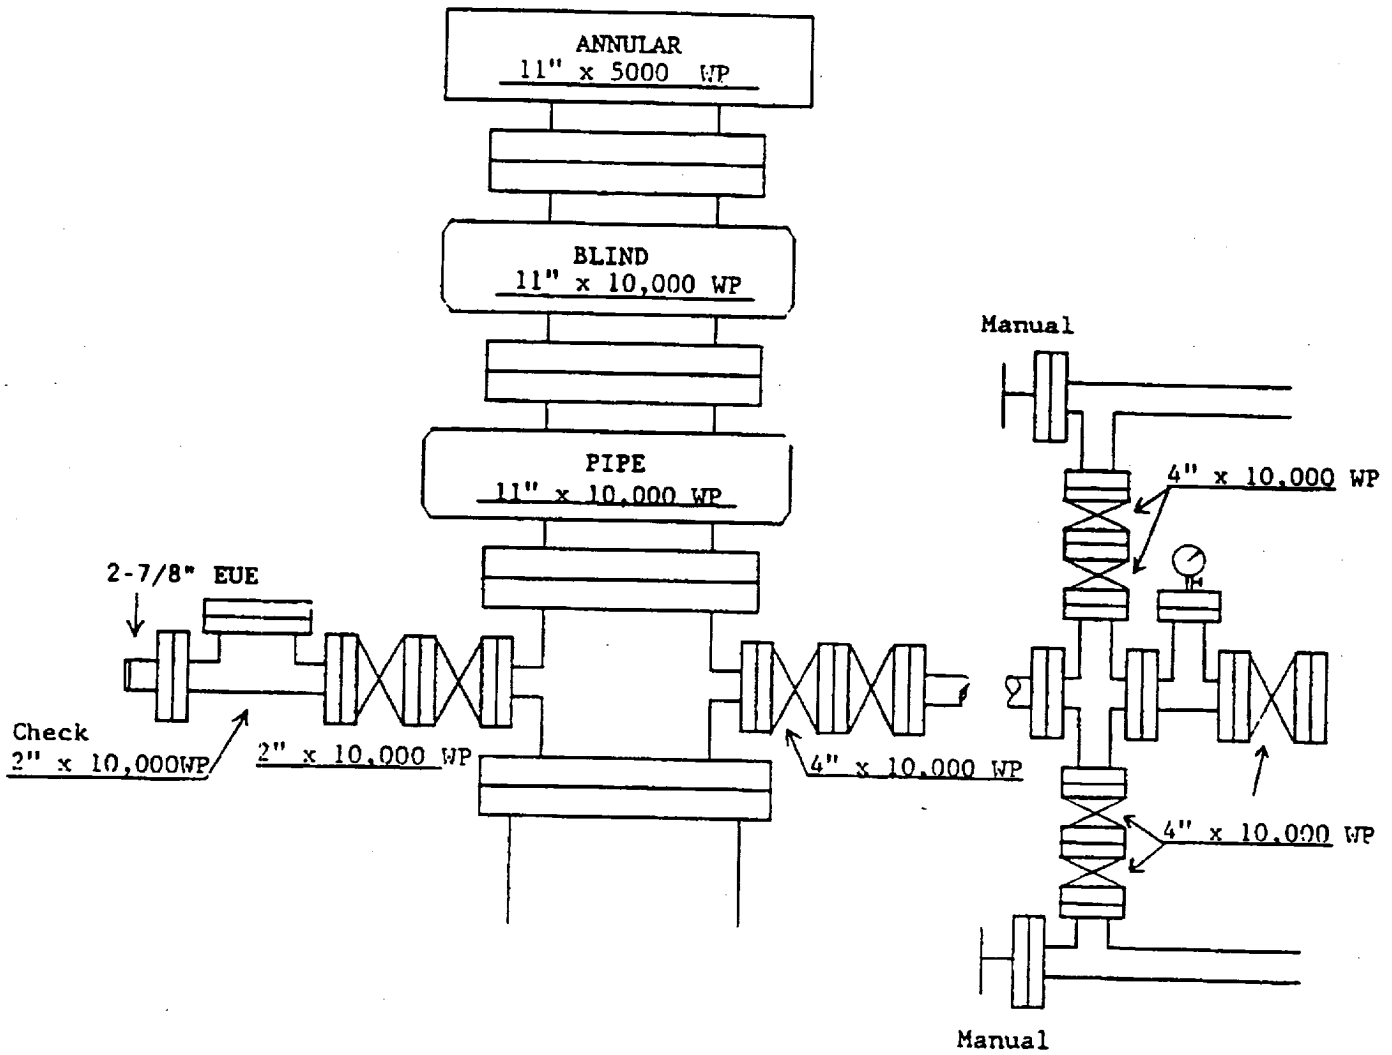 ANNULAR
11" x 5000 WP
BLIND
11" x 10,000 WP
Manual
PIPE
11" x 10,000 WP
4" x 10,000 WP
2-7/8" EUE
Check
2" x 10,000WP
2" x 10,000 WP
4" x 10,000 WP
4" x 10,000 WP
Manual